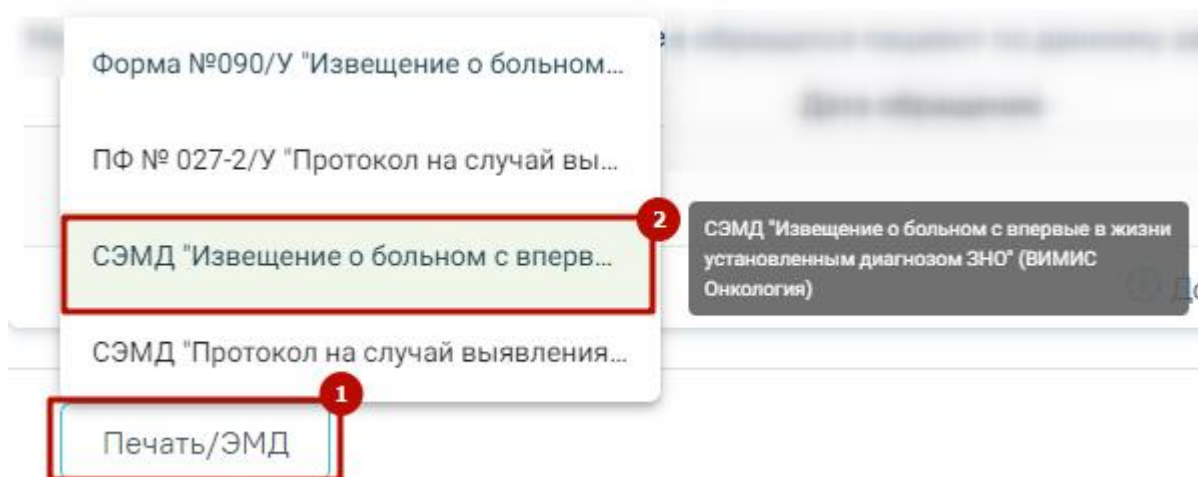 Форма №090/У "Извещение о больном...
ПФ № 027-2/У "Протокол на случай вы...
2
СЭМД "Извещение о больном с вперв...
СЭМД "Извещение о больном с впервые в жизни
установленным диагнозом ЗНО" (ВИМИС
Онкология)
СЭМД "Протокол на случай выявления...
1
Печать/ЭМД